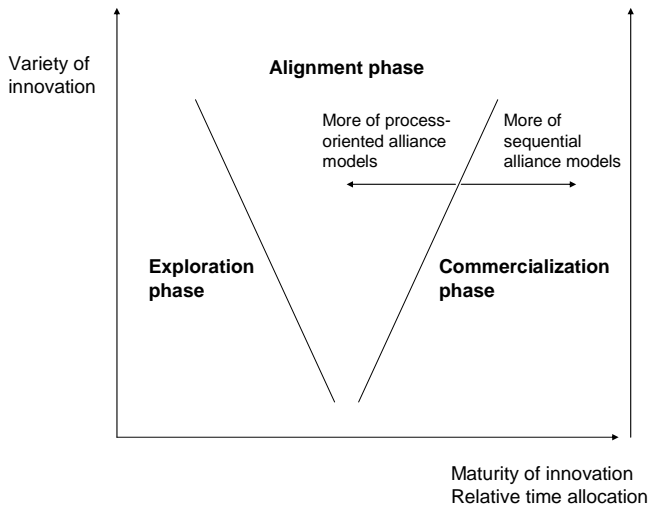 Variety of
innovation
Alignment phase
More of process-
oriented alliance
models
More of
sequential
alliance models
Exploration
phase
Commercialization
phase
Maturity of innovation
Relative time allocation